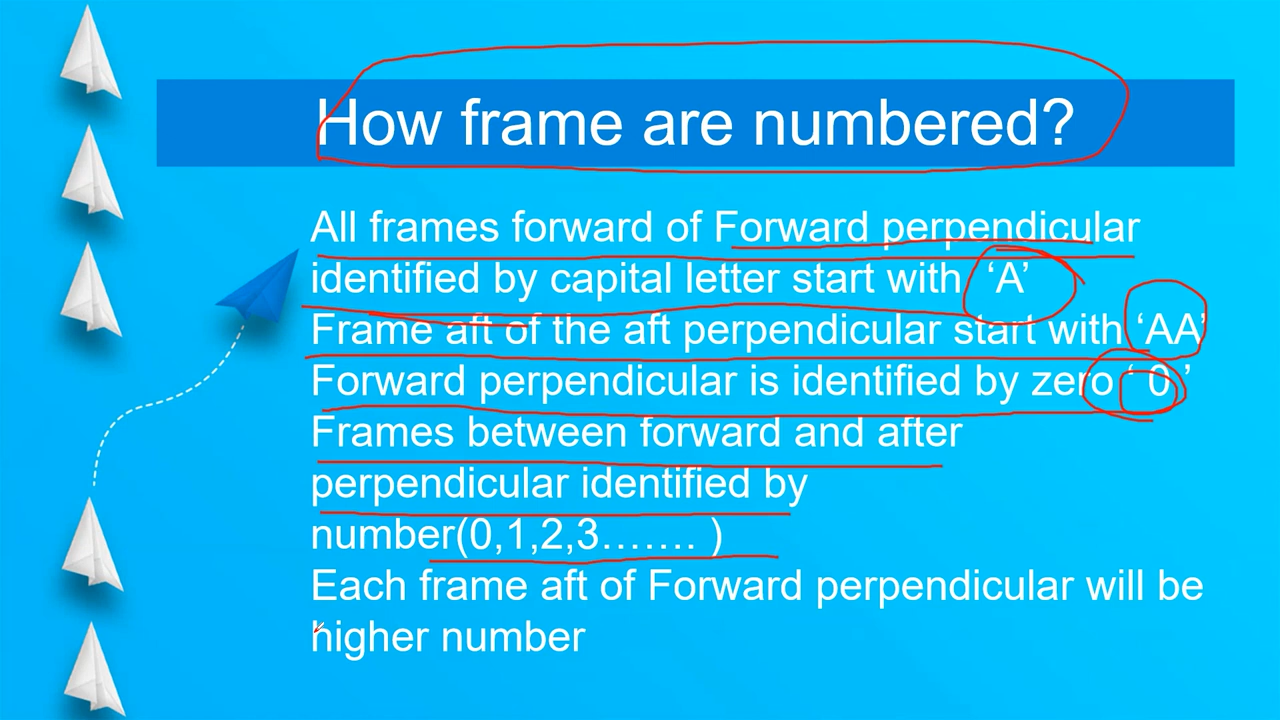 How frame are numbered?
All frames forward of Forward perpendicular
identified by capital letter start with ‘A’
Frame aft of the aft perpendicular start with ‘AA’
Forward perpendicular is identified by zero ‘ 0 ’
Frames between forward and after
perpendicular identified by
number(0,1,2,3……. )
Each frame aft of Forward perpendicular will be
higher number